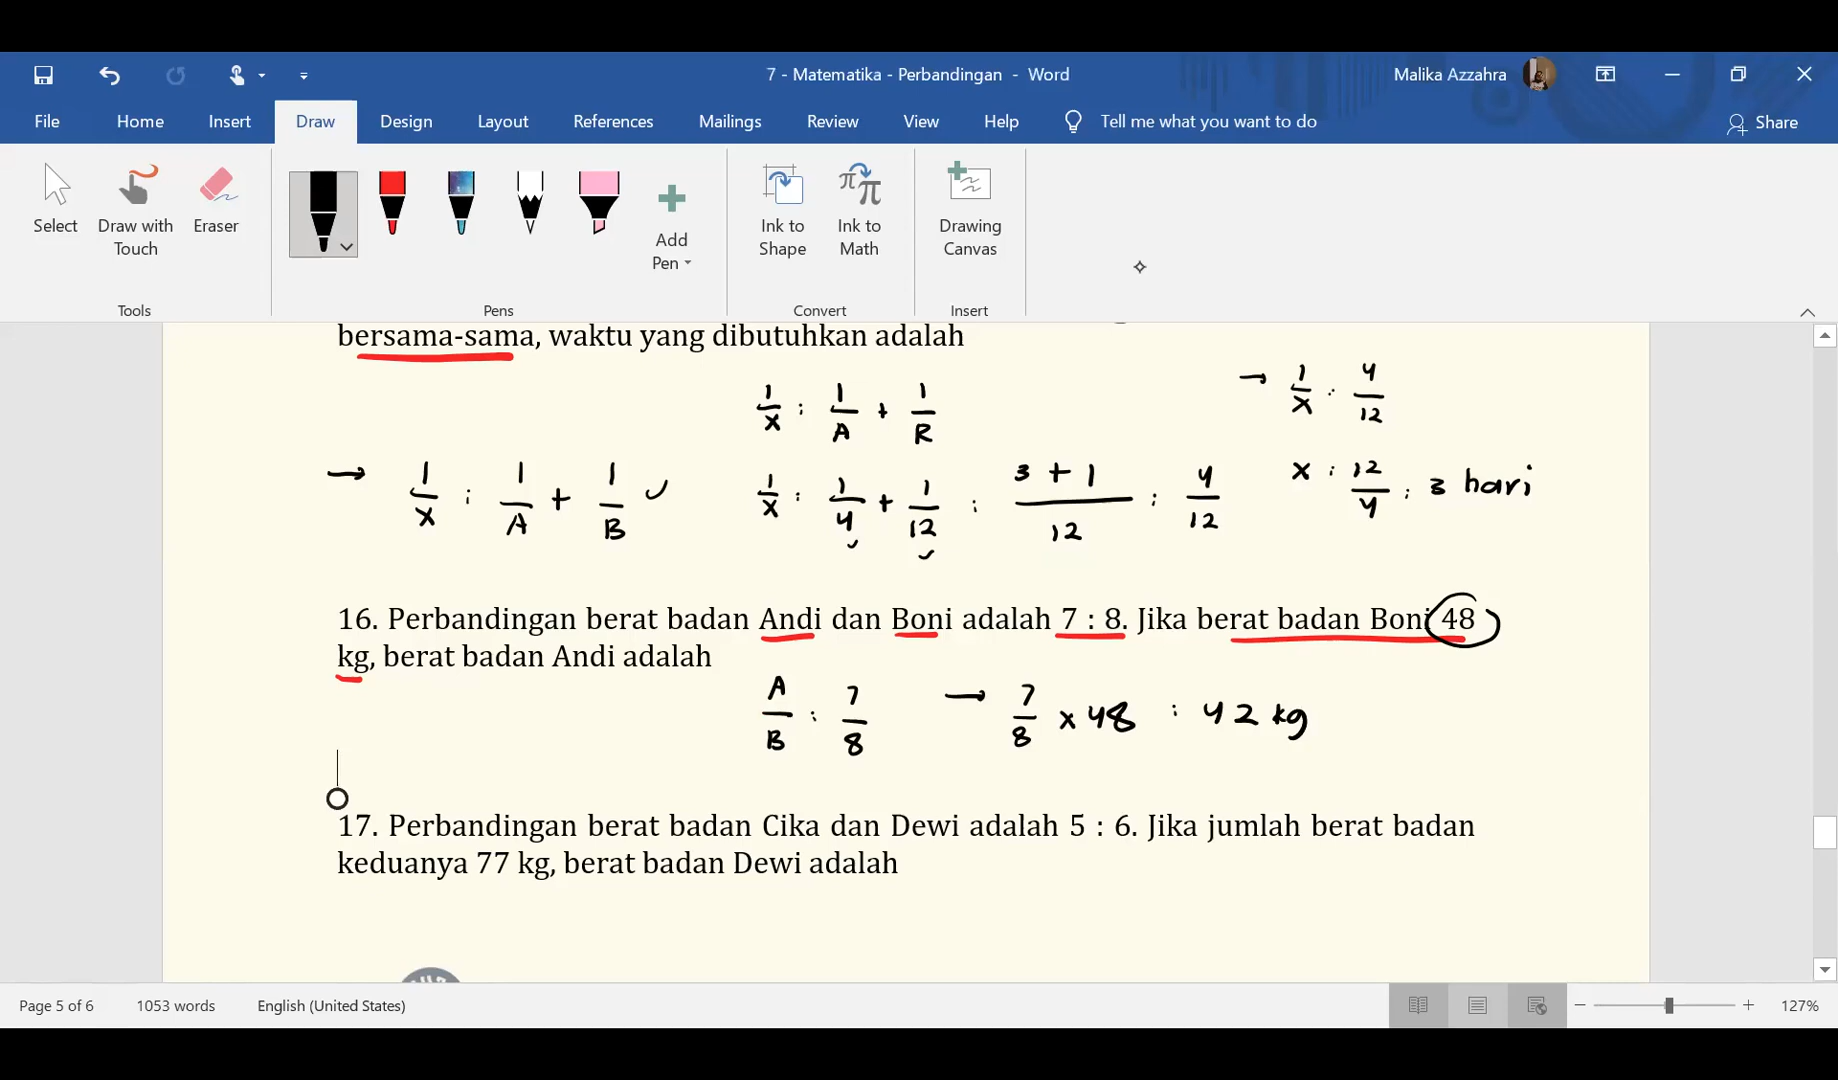 7 - Matematika - Perbandingan - Word
Malika Azzahra
File Home Insert Draw Design Layout References Mailings Review View Help Tell me what you want to do Share
Select
Draw with Touch
Eraser
Add Pen
Ink to Shape
Ink to Math
Drawing Canvas
Tools Pens Convert Insert
bersama-sama, waktu yang dibutuhkan adalah
1/x : 1/A + 1/R
→ 1/x : 4/12
→ 1/x : 1/A + 1/B ✓
1/x : 1/4 + 1/12 : 3 + 1/12 : 4/12
x : 12/4 : 3 hari
16. Perbandingan berat badan Andi dan Boni adalah 7 : 8. Jika berat badan Boni 48
kg, berat badan Andi adalah
A/B : 7/8 → 7/8 x 48 : 42 kg
17. Perbandingan berat badan Cika dan Dewi adalah 5 : 6. Jika jumlah berat badan
keduanya 77 kg, berat badan Dewi adalah
Page 5 of 6 1053 words English (United States) 127%